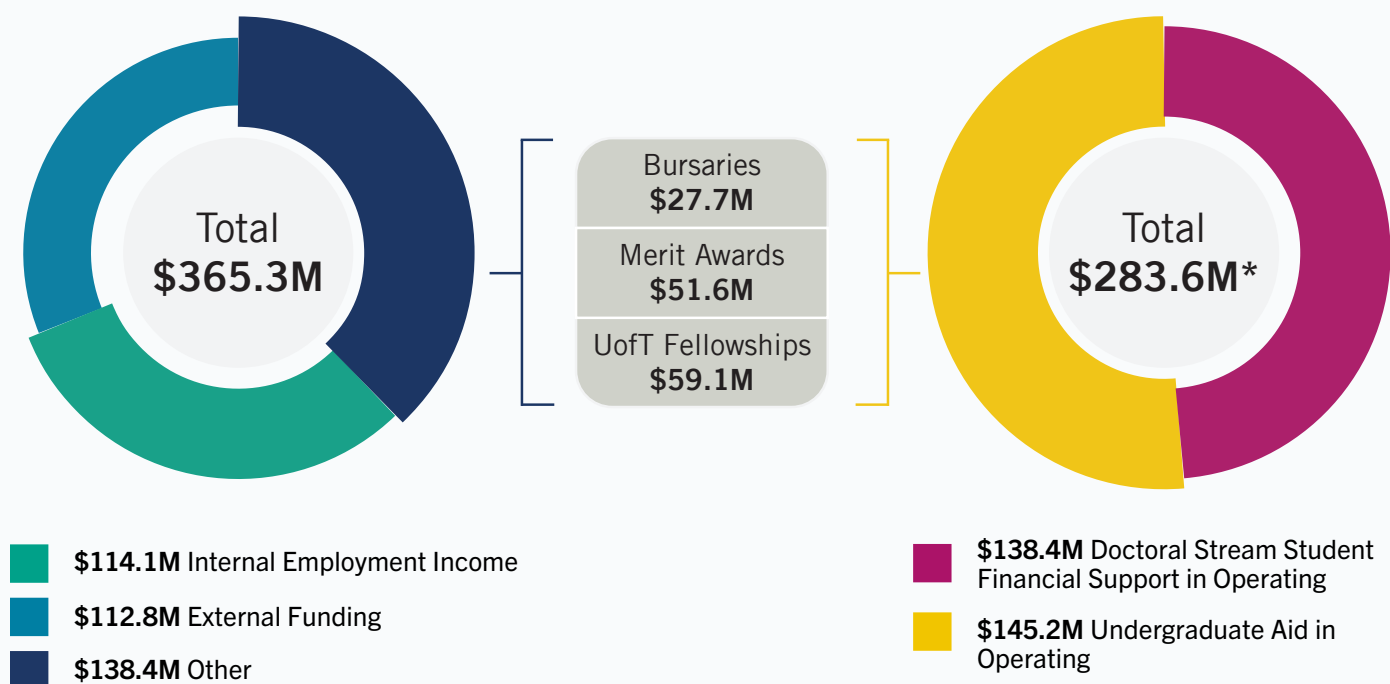 Total
$365.3M
Bursaries
$27.7M
Merit Awards
$51.6M
UofT Fellowships
$59.1M
Total
$283.6M*
$114.1M Internal Employment Income
$112.8M External Funding
$138.4M Other
$138.4M Doctoral Stream Student
Financial Support in Operating
$145.2M Undergraduate Aid in
Operating